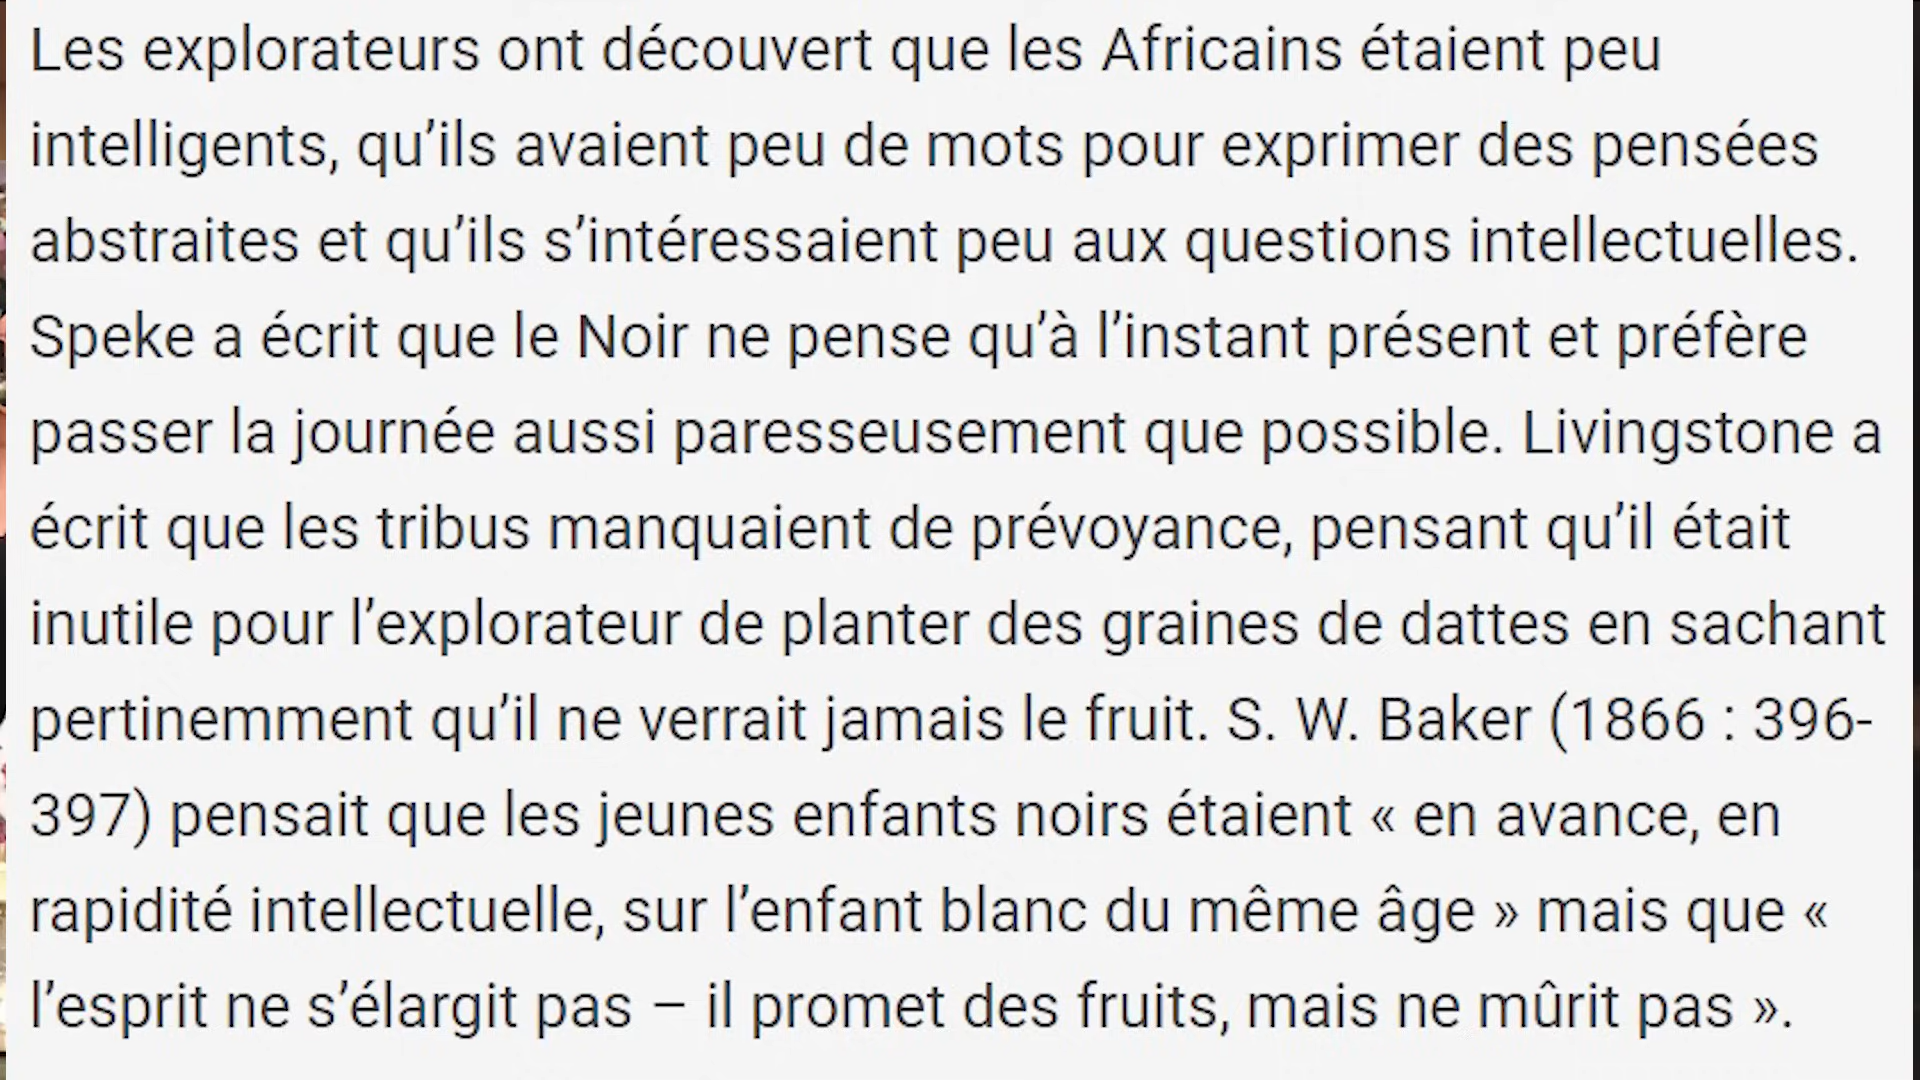 Les explorateurs ont découvert que les Africains étaient peu
intelligents, qu’ils avaient peu de mots pour exprimer des pensées
abstraites et qu’ils s’intéressaient peu aux questions intellectuelles.
Speke a écrit que le Noir ne pense qu’à l’instant présent et préfère
passer la journée aussi paresseusement que possible. Livingstone a
écrit que les tribus manquaient de prévoyance, pensant qu’il était
inutile pour l’explorateur de planter des graines de dattes en sachant
pertinemment qu’il ne verrait jamais le fruit. S. W. Baker (1866 : 396-
397) pensait que les jeunes enfants noirs étaient « en avance, en
rapidité intellectuelle, sur l’enfant blanc du même âge » mais que «
l’esprit ne s’élargit pas – il promet des fruits, mais ne mûrit pas ».